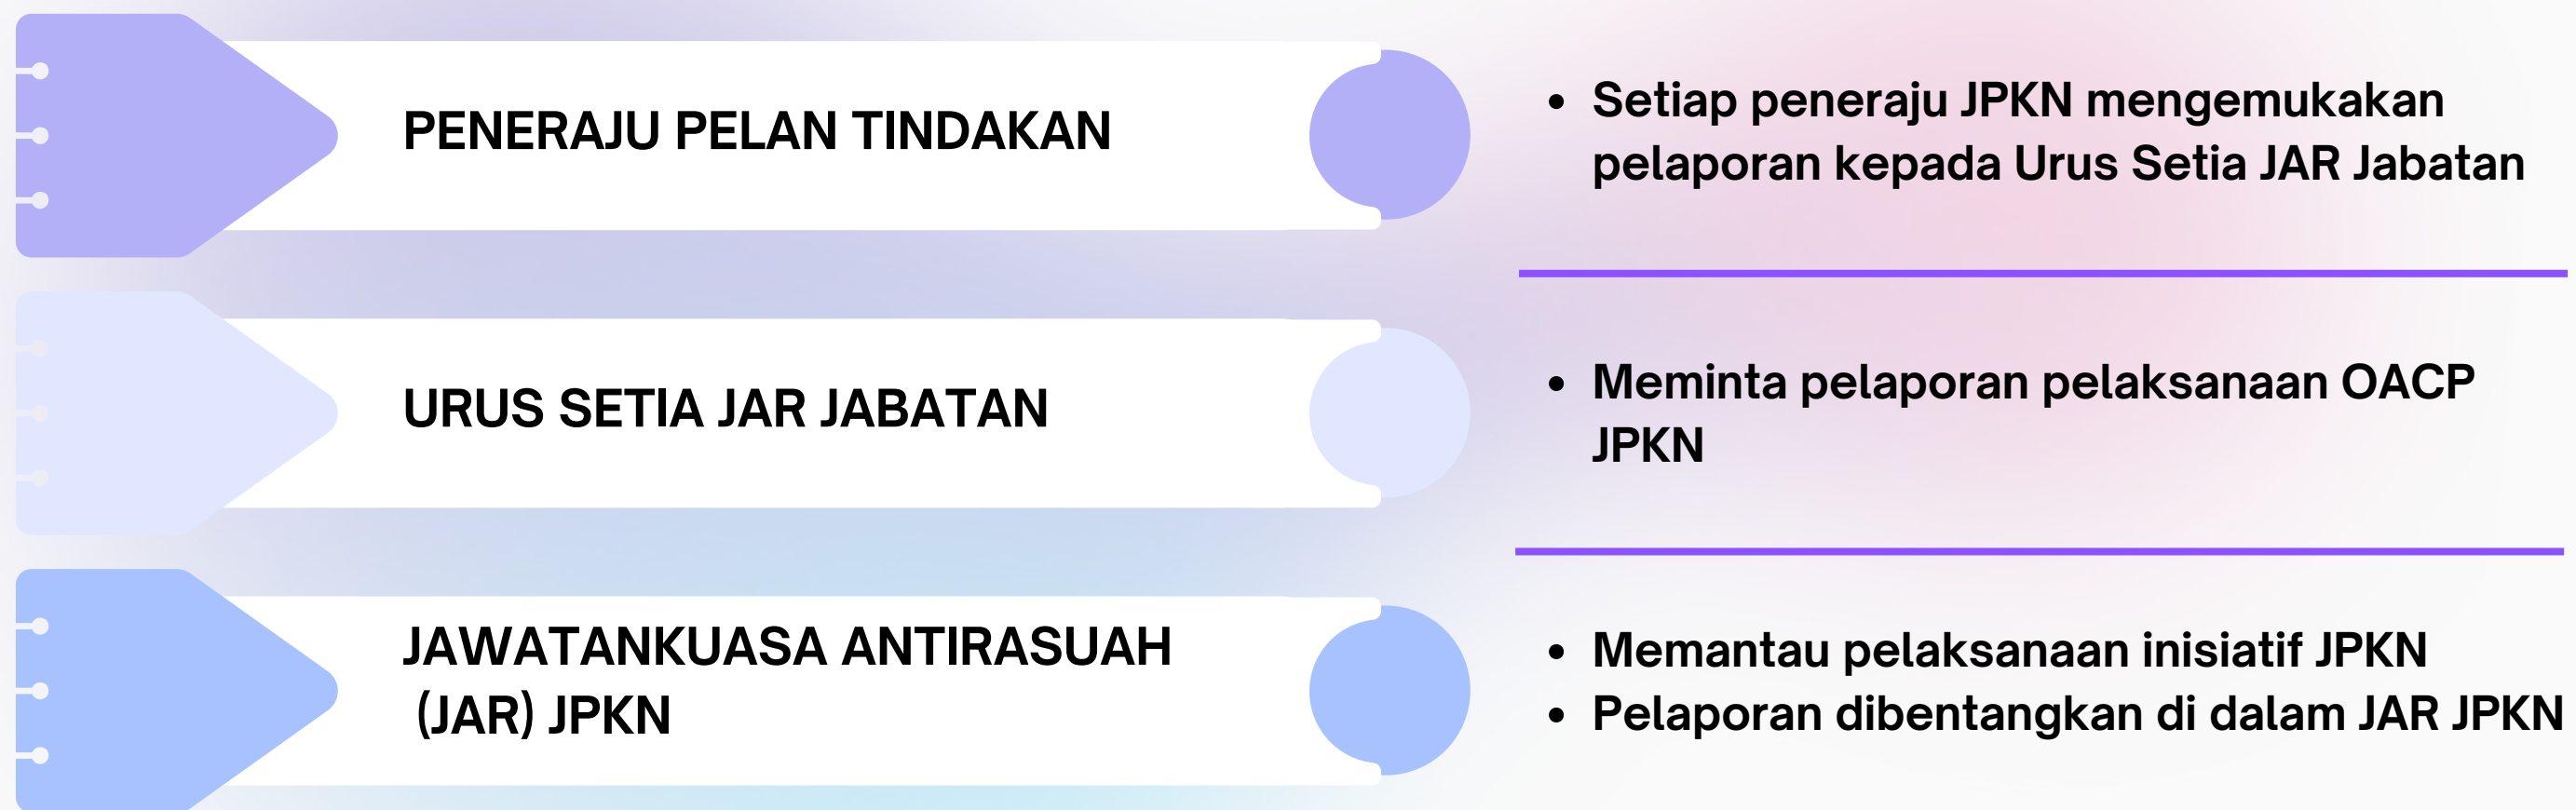 PENERAJU PELAN TINDAKAN
• Setiap peneraju JPKN mengemukakan
pelaporan kepada Urus Setia JAR Jabatan
URUS SETIA JAR JABATAN
• Meminta pelaporan pelaksanaan OACP
JPKN
JAWATANKUASA ANTIRASUAH
(JAR) JPKN
• Memantau pelaksanaan inisiatif JPKN
• Pelaporan dibentangkan di dalam JAR JPKN